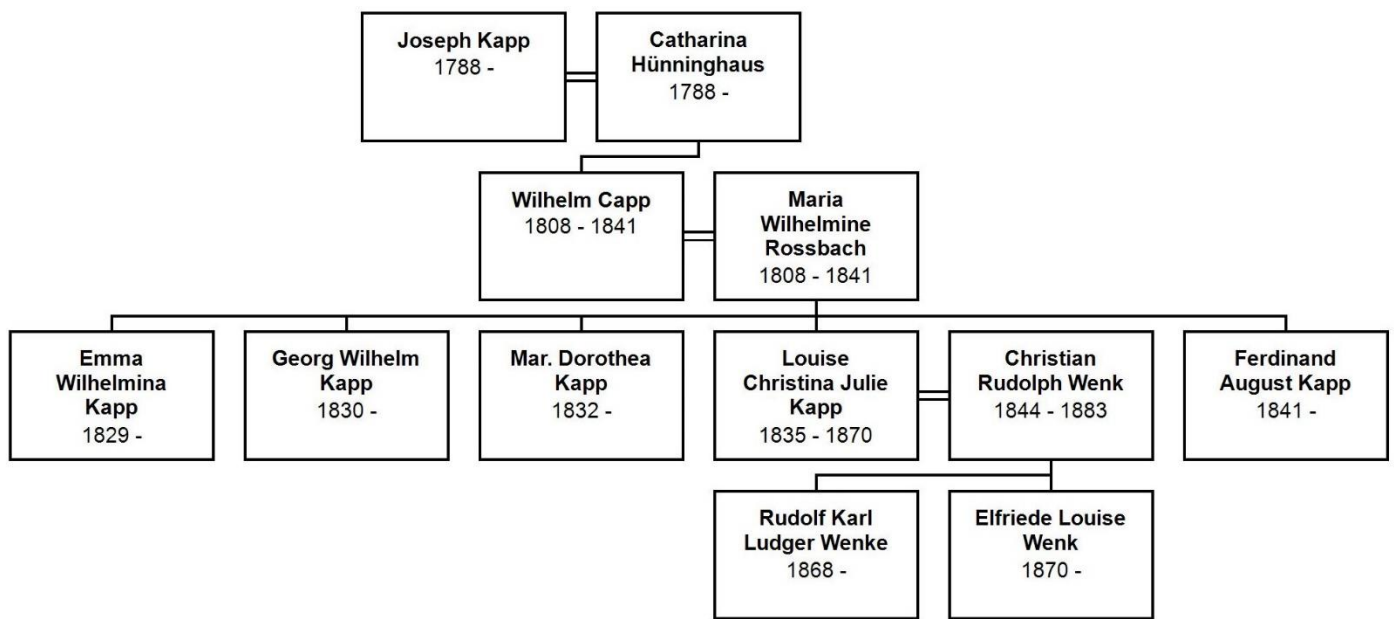 Joseph Kapp
1788 -
Catharina
Hünninghaus
1788 -
Wilhelm Capp
1808 - 1841
Maria
Wilhelmine
Rossbach
1808 - 1841
Emma
Wilhelmina
Kapp
1829 -
Georg Wilhelm
Kapp
1830 -
Mar. Dorothea
Kapp
1832 -
Louise
Christina Julie
Kapp
1835 - 1870
Christian
Rudolph Wenk
1844 - 1883
Ferdinand
August Kapp
1841 -
Rudolf Karl
Ludger Wenke
1868 -
Elfriede Louise
Wenk
1870 -